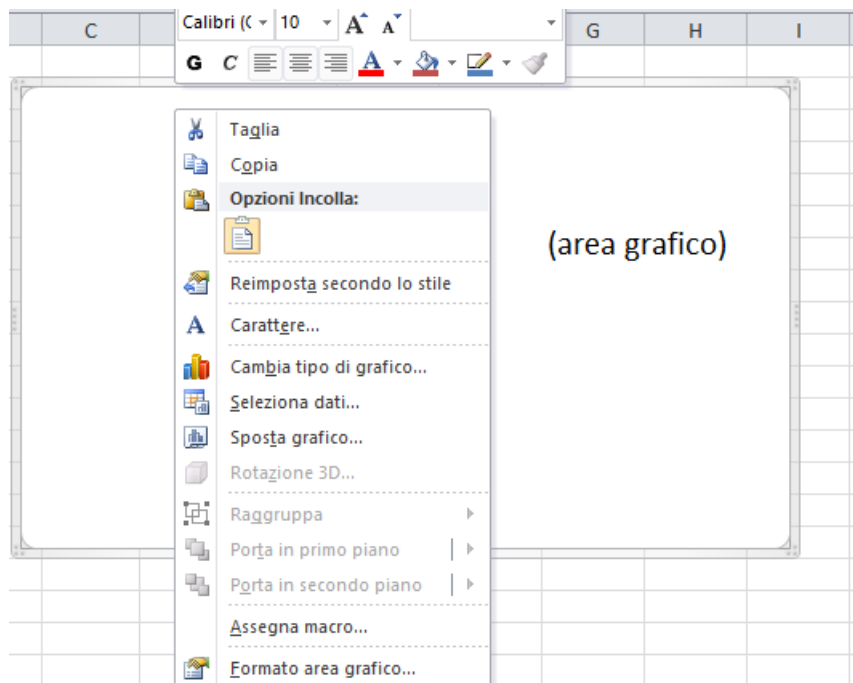 Calibri (C 10 A A
C G H I
G C A
Taglia
Copia
Opzioni Incolla:
(area grafico)
Reimposta secondo lo stile
A Carattere...
Cambia tipo di grafico...
Seleziona dati...
Sposta grafico...
Rotazione 3D...
Raggruppa
Porta in primo piano
Porta in secondo piano
Assegna macro...
Formato area grafico...